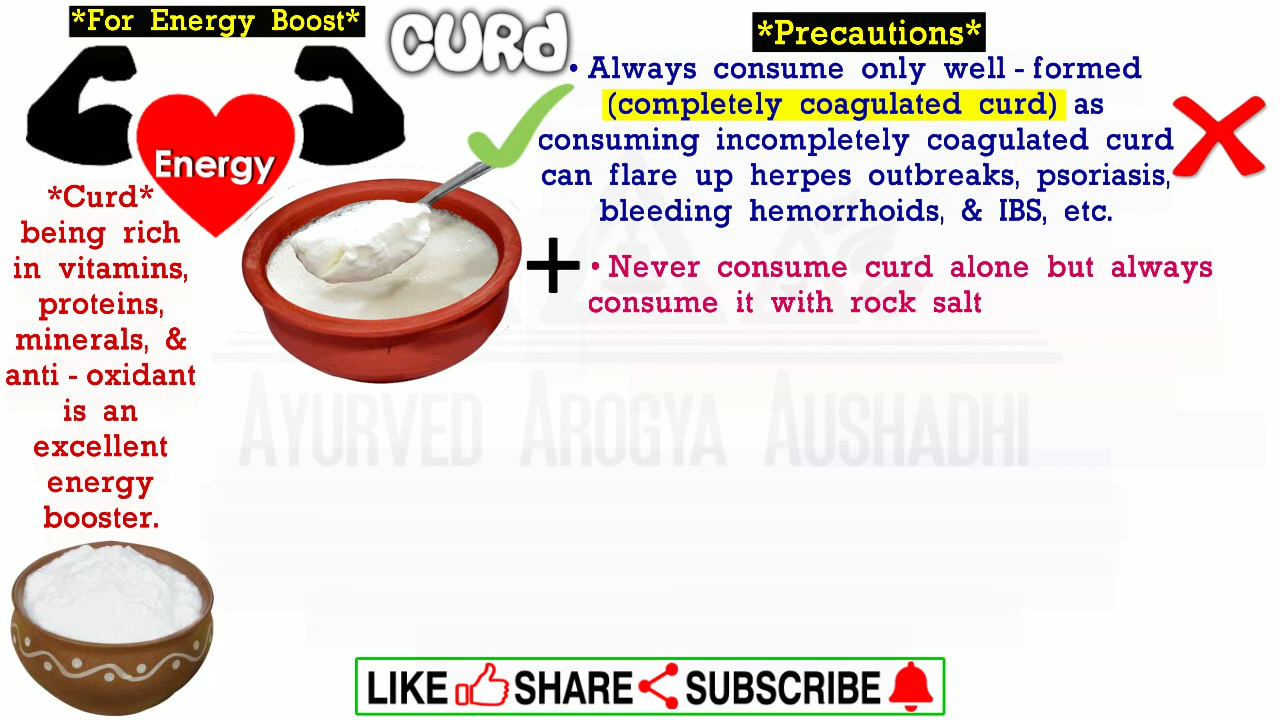 *For Energy Boost*
CURd
Energy
*Curd*
being rich
in vitamins,
proteins,
minerals, &
anti - oxidant
is an
excellent
energy
booster.
*Precautions*
• Always consume only well - formed
(completely coagulated curd) as
consuming incompletely coagulated curd
can flare up herpes outbreaks, psoriasis,
bleeding hemorrhoids, & IBS, etc.
• Never consume curd alone but always
consume it with rock salt
AYURVED AROGYA AUSHADHI
LIKE SHARE SUBSCRIBE